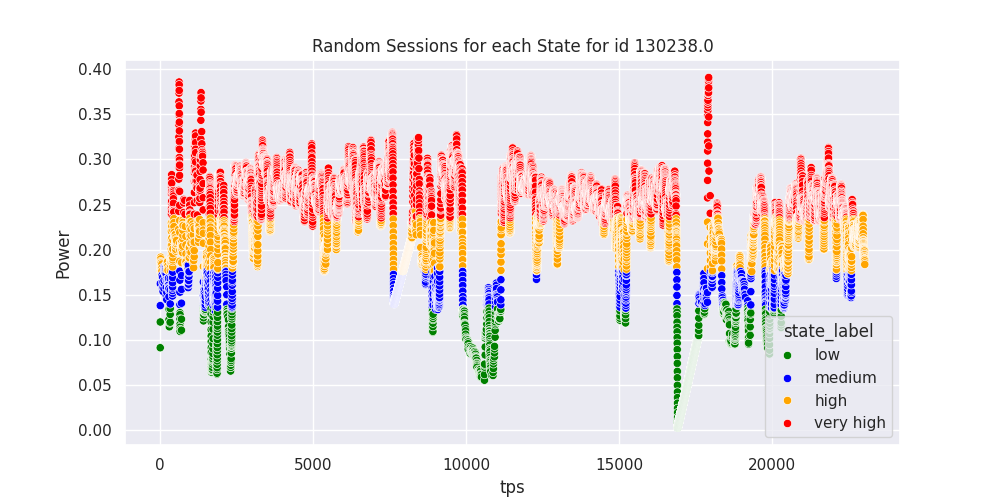 Random Sessions for each State for id 130238.0
Power
0.40
0.35
0.30
0.25
0.20
0.15
0.10
0.05
0.00
0
5000
10000
15000
20000
tps
state_label
low
medium
high
very high